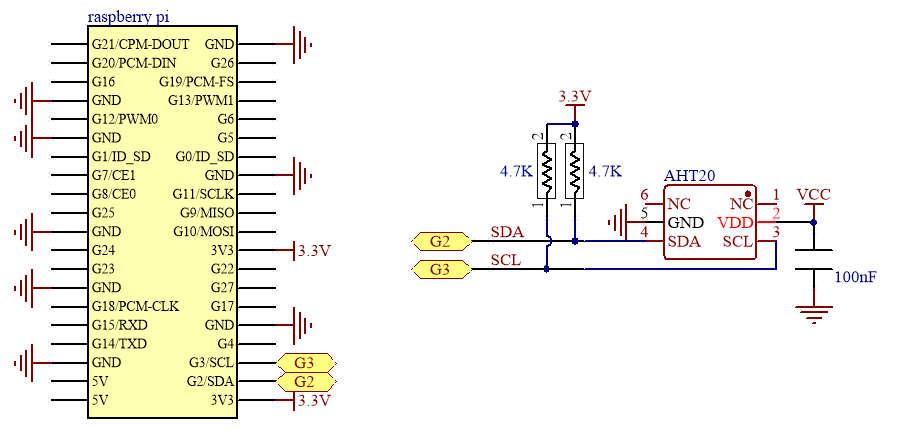 raspberry pi
G21/CPM-DOUT GND
G20/PCM-DIN G26
G16 G19/PCM-FS
GND G13/PWM1
G12/PWM0 G6
GND G5
G1/ID_SD G0/ID_SD
G7/CE1 GND
G8/CE0 G11/SCLK
G25 G9/MISO
GND G10/MOSI
G24 3V3 3.3V
G23 G22
GND G27
G18/PCM-CLK G17
G15/RXD GND
G14/TXD G4
GND G3/SCL G3
5V G2/SDA G2
5V 3V3 3.3V
3.3V
2 2
4.7K 4.7K
1 1
AHT20
6 NC NC 1
5 GND VDD 2
4 SDA SCL 3
VCC
100nF
G2 SDA
G3 SCL